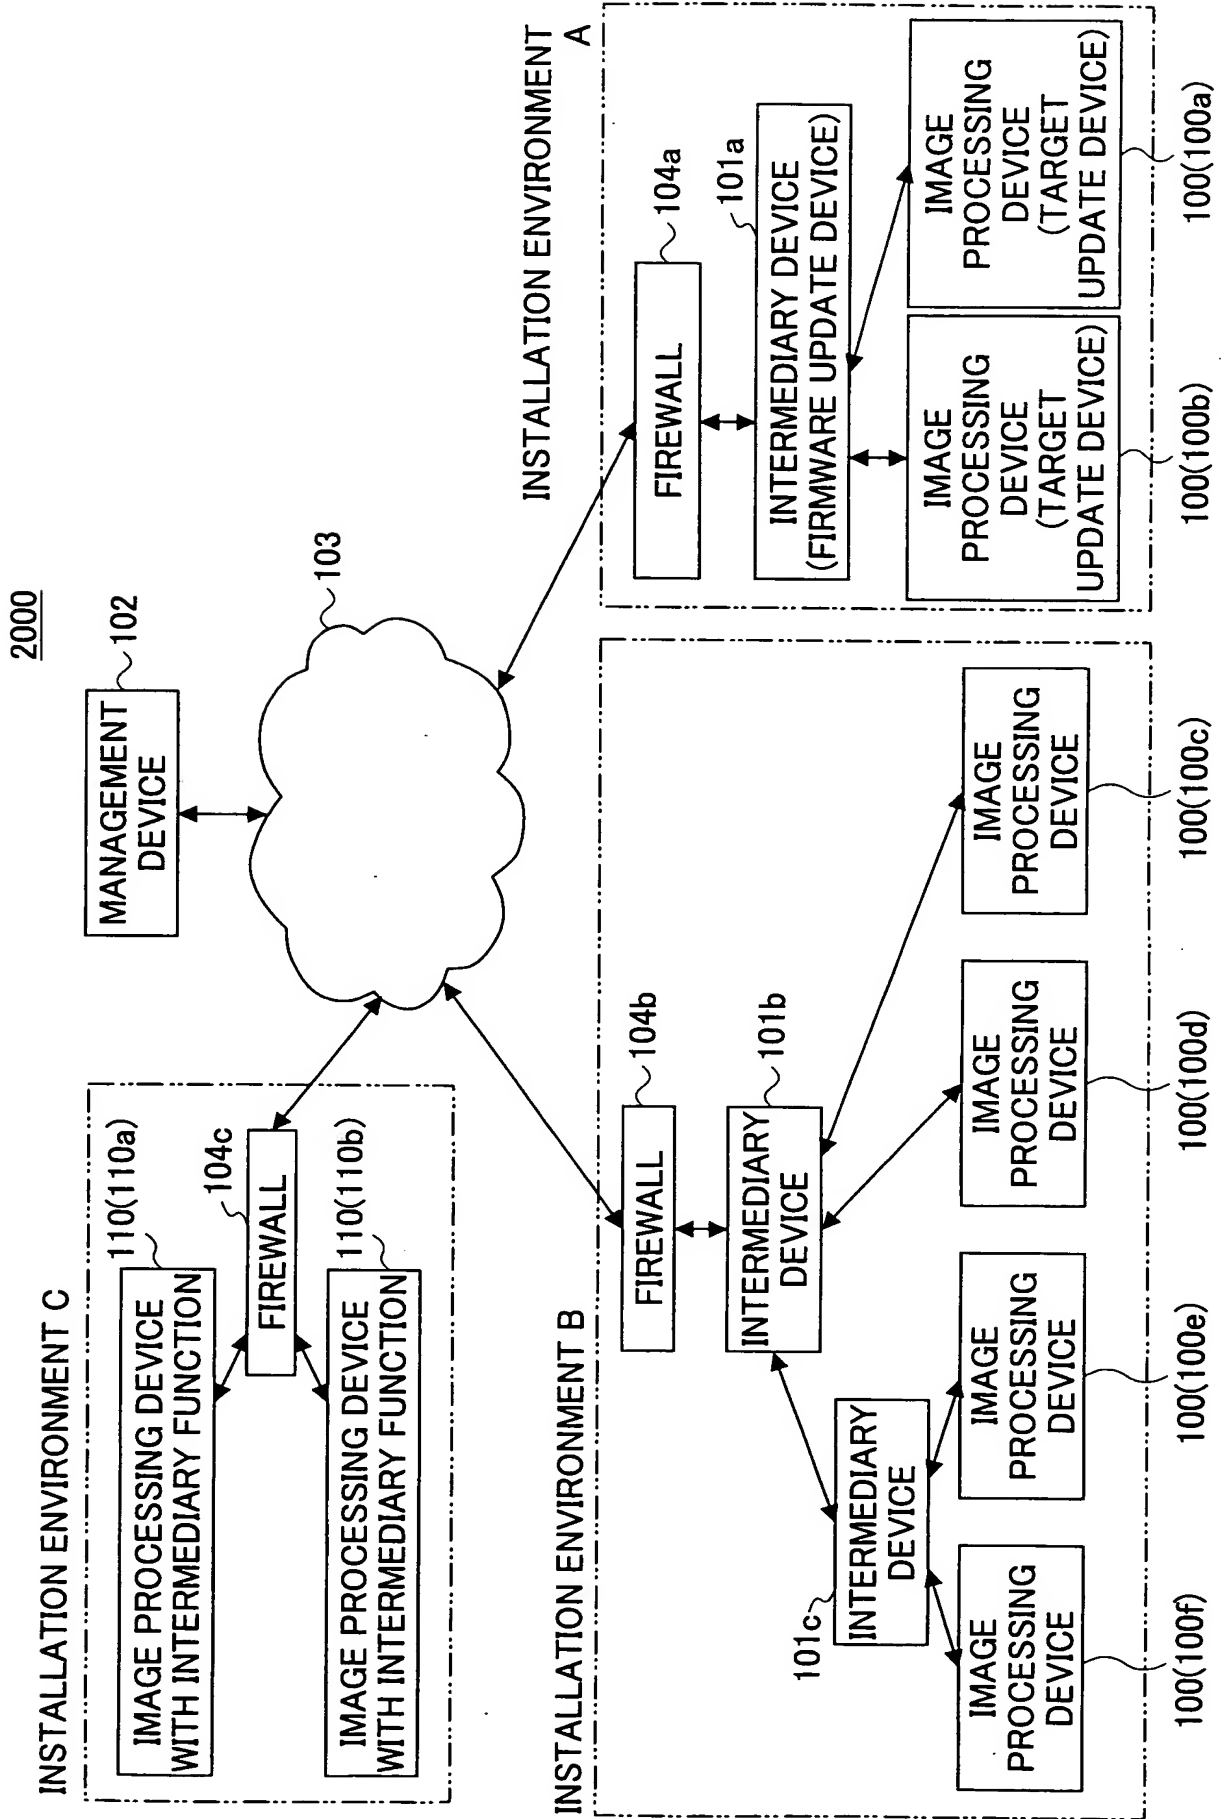 2000
MANAGEMENT
DEVICE
102
103
INSTALLATION ENVIRONMENT C
IMAGE PROCESSING DEVICE
WITH INTERMEDIARY FUNCTION
110(110a)
104c
FIREWALL
IMAGE PROCESSING DEVICE
WITH INTERMEDIARY FUNCTION
110(110b)
INSTALLATION ENVIRONMENT B
FIREWALL
104b
INTERMEDIARY
DEVICE
101b
101c
INTERMEDIARY
DEVICE
IMAGE
PROCESSING
DEVICE
100(100f)
IMAGE
PROCESSING
DEVICE
100(100e)
IMAGE
PROCESSING
DEVICE
100(100d)
IMAGE
PROCESSING
DEVICE
100(100c)
INSTALLATION ENVIRONMENT
A
FIREWALL
104a
INTERMEDIARY DEVICE
(FIRMWARE UPDATE DEVICE)
101a
IMAGE
PROCESSING
DEVICE
(TARGET
UPDATE DEVICE)
100(100b)
IMAGE
PROCESSING
DEVICE
(TARGET
UPDATE DEVICE)
100(100a)